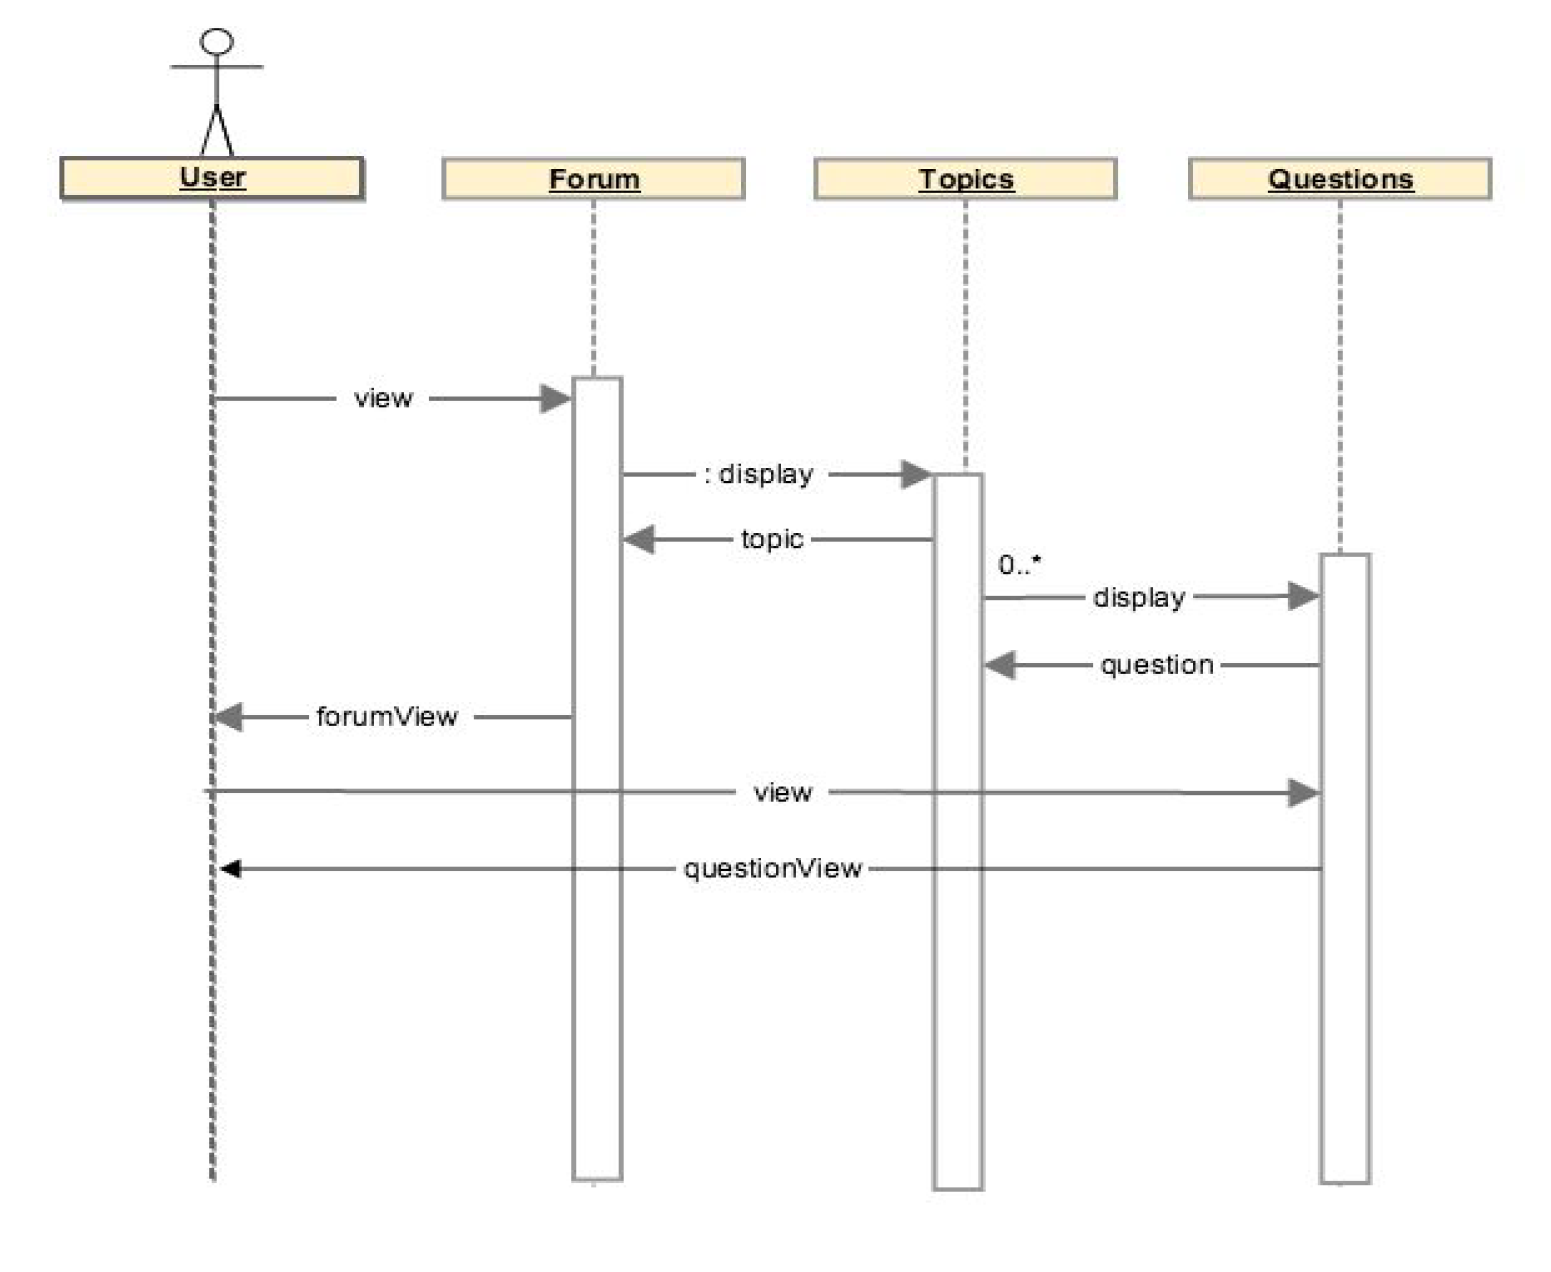 User
Forum
Topics
Questions
view
: display
topic
0..*
display
question
forumView
view
questionView